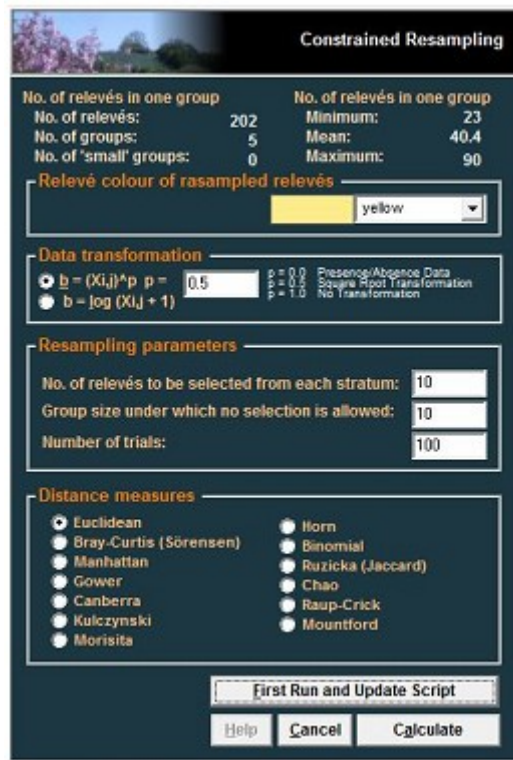 Constrained Resampling
No. of relevés in one group
No. of relevés: 202
No. of groups: 5
No. of 'small' groups: 0
No. of relevés in one group
Minimum: 23
Mean: 40.4
Maximum: 90
Relevé colour of rasampled relevés
yellow
Data transformation
b = (Xi,j)^p p = 0.5
b = log (Xi,j + 1)
p = 0.0 Presence/Absence Data
p = 0.5 Square Root Transformation
p = 1.0 No Transformation
Resampling parameters
No. of relevés to be selected from each stratum: 10
Group size under which no selection is allowed: 10
Number of trials: 100
Distance measures
Euclidean
Bray-Curtis (Sörensen)
Manhattan
Gower
Canberra
Kulczynski
Morisita
Horn
Binomial
Ruzicka (Jaccard)
Chao
Raup-Crick
Mountford
First Run and Update Script
Help Cancel Calculate